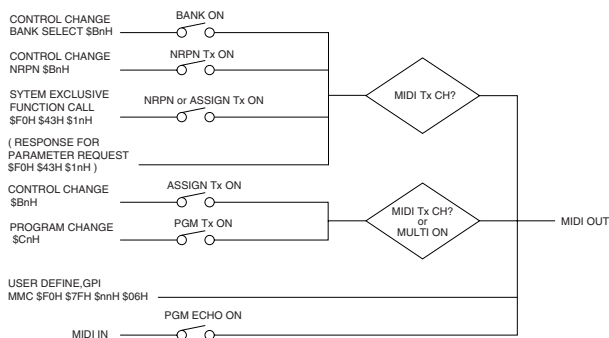 CONTROL CHANGE
BANK SELECT $BnH
BANK ON
CONTROL CHANGE
NRPN $BnH
NRPN Tx ON
SYTEM EXCLUSIVE
FUNCTION CALL
$F0H $43H $1nH
NRPN or ASSIGN Tx ON
MIDI Tx CH?
( RESPONSE FOR
PARAMETER REQUEST
$F0H $43H $1nH )
CONTROL CHANGE
$BnH
ASSIGN Tx ON
PROGRAM CHANGE
$CnH
PGM Tx ON
MIDI Tx CH?
or
MULTI ON
MIDI OUT
USER DEFINE,GPI
MMC $F0H $7FH $nnH $06H
PGM ECHO ON
MIDI IN